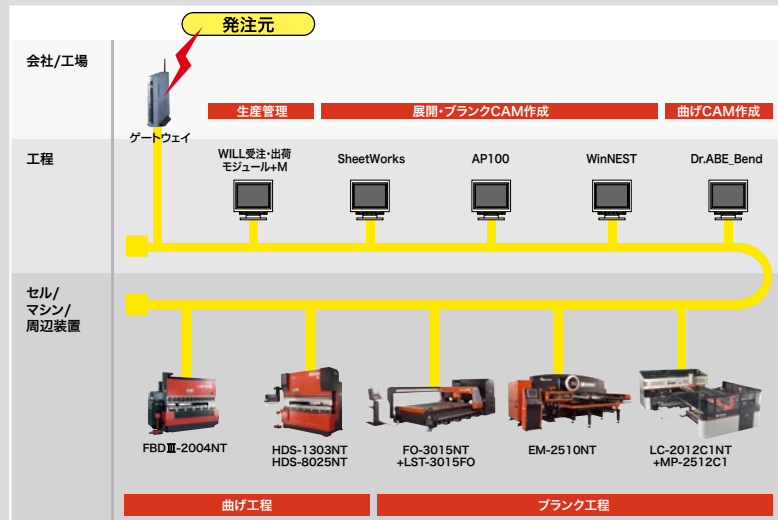 発注元
会社/工場
ゲートウェイ
生産管理
展開・ブランクCAM作成
曲げCAM作成
工程
WILL受注・出荷
モジュール+M
SheetWorks
AP100
WinNEST
Dr.ABE_Bend
セル/
マシン/
周辺装置
FBDⅢ-2004NT
HDS-1303NT
HDS-8025NT
FO-3015NT
+LST-3015FO
EM-2510NT
LC-2012C1NT
+MP-2512C1
曲げ工程
ブランク工程